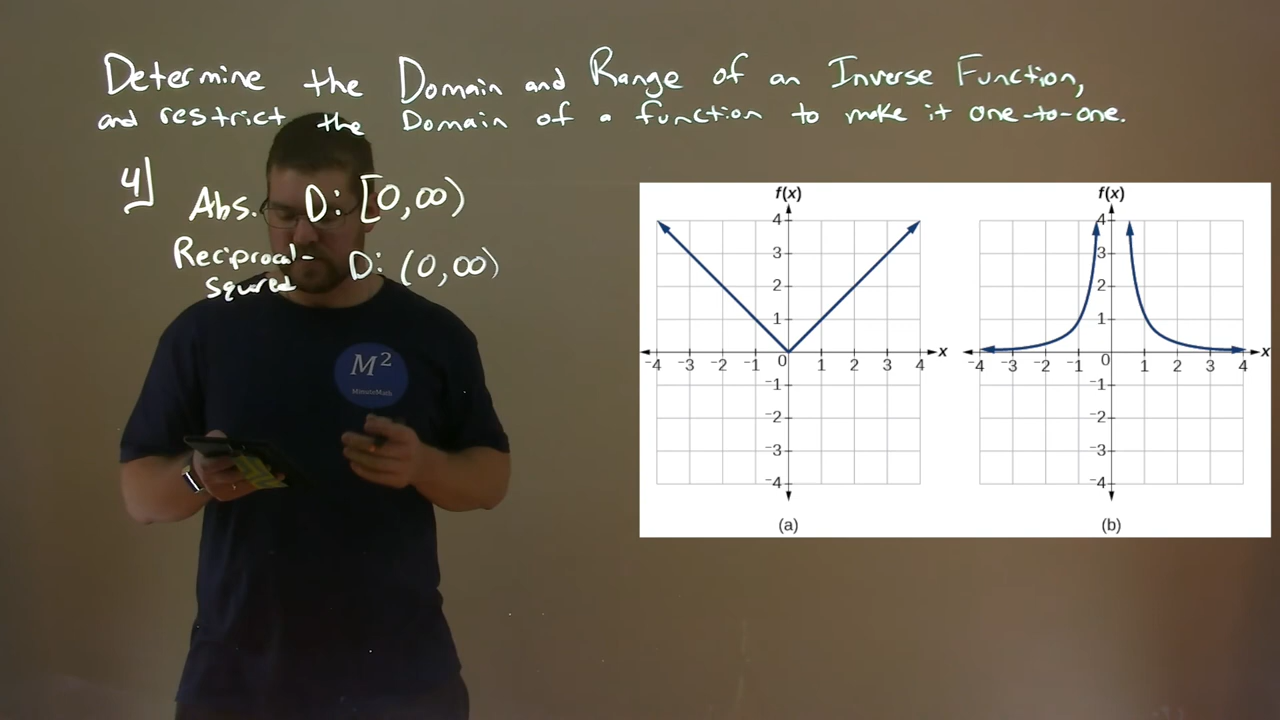 Determine the Domain and Range of an Inverse Function,
and restrict the Domain of a function to make it one-to-one.
4]
Abs. D: [0,∞)
Reciprocal- D: (0,∞)
Squared
M²
MinuteMath
f(x) f(x)
4 4
3 3
2 2
1 1
x x
-4 -3 -2 -1 0 1 2 3 4 -4 -3 -2 -1 0 1 2 3 4
-1 -1
-2 -2
-3 -3
-4 -4
(a) (b)